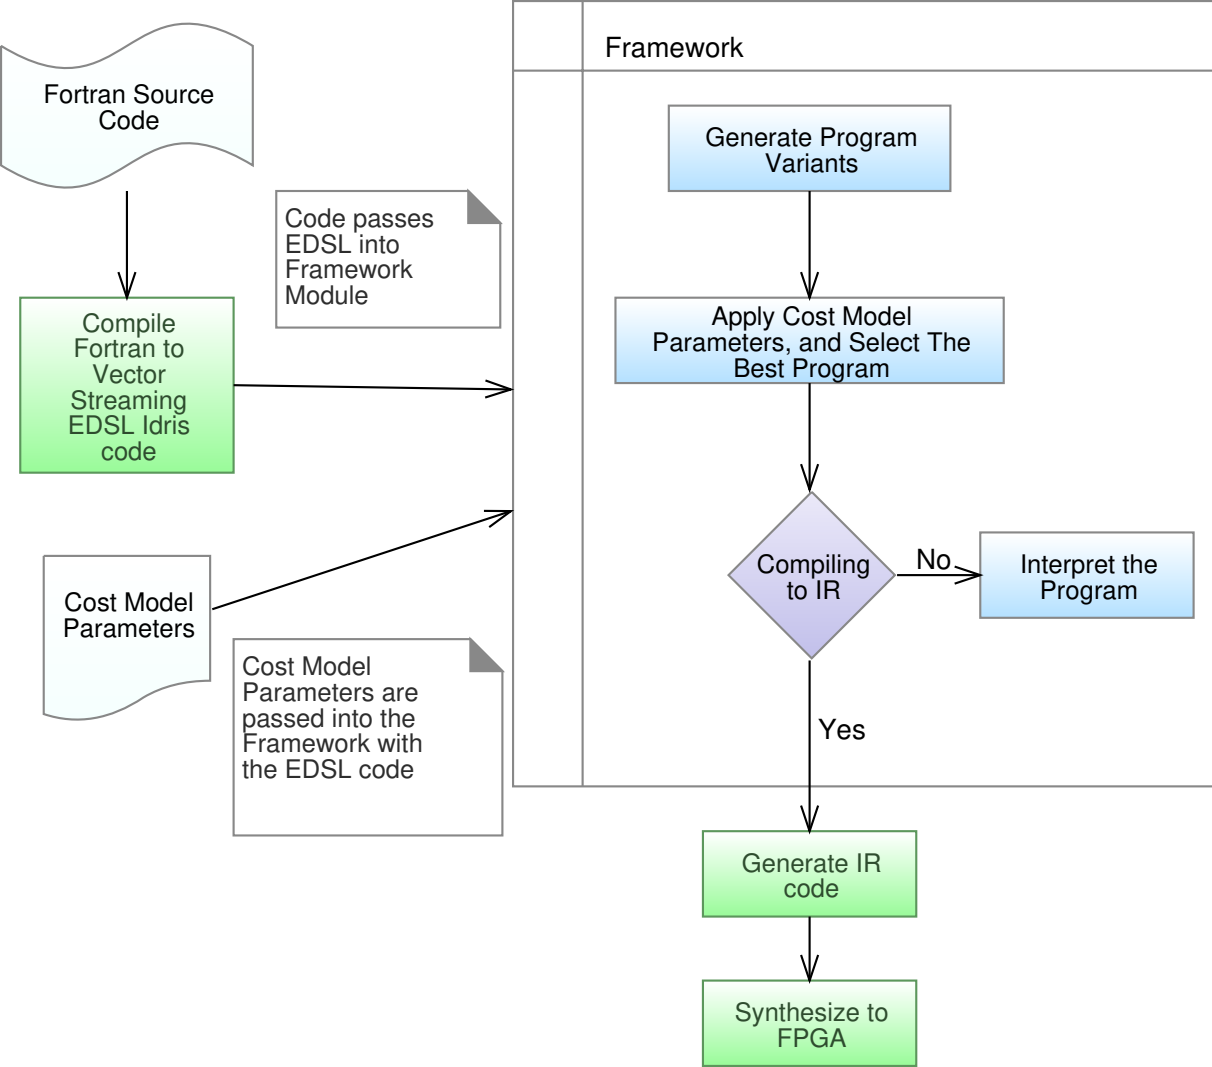 Framework
Fortran Source
Code
Generate Program
Variants
Code passes
EDSL into
Framework
Module
Compile
Fortran to
Vector
Streaming
EDSL Idris
code
Apply Cost Model
Parameters, and Select The
Best Program
Compiling
to IR
No
Interpret the
Program
Cost Model
Parameters
Cost Model
Parameters are
passed into the
Framework with
the EDSL code
Yes
Generate IR
code
Synthesize to
FPGA